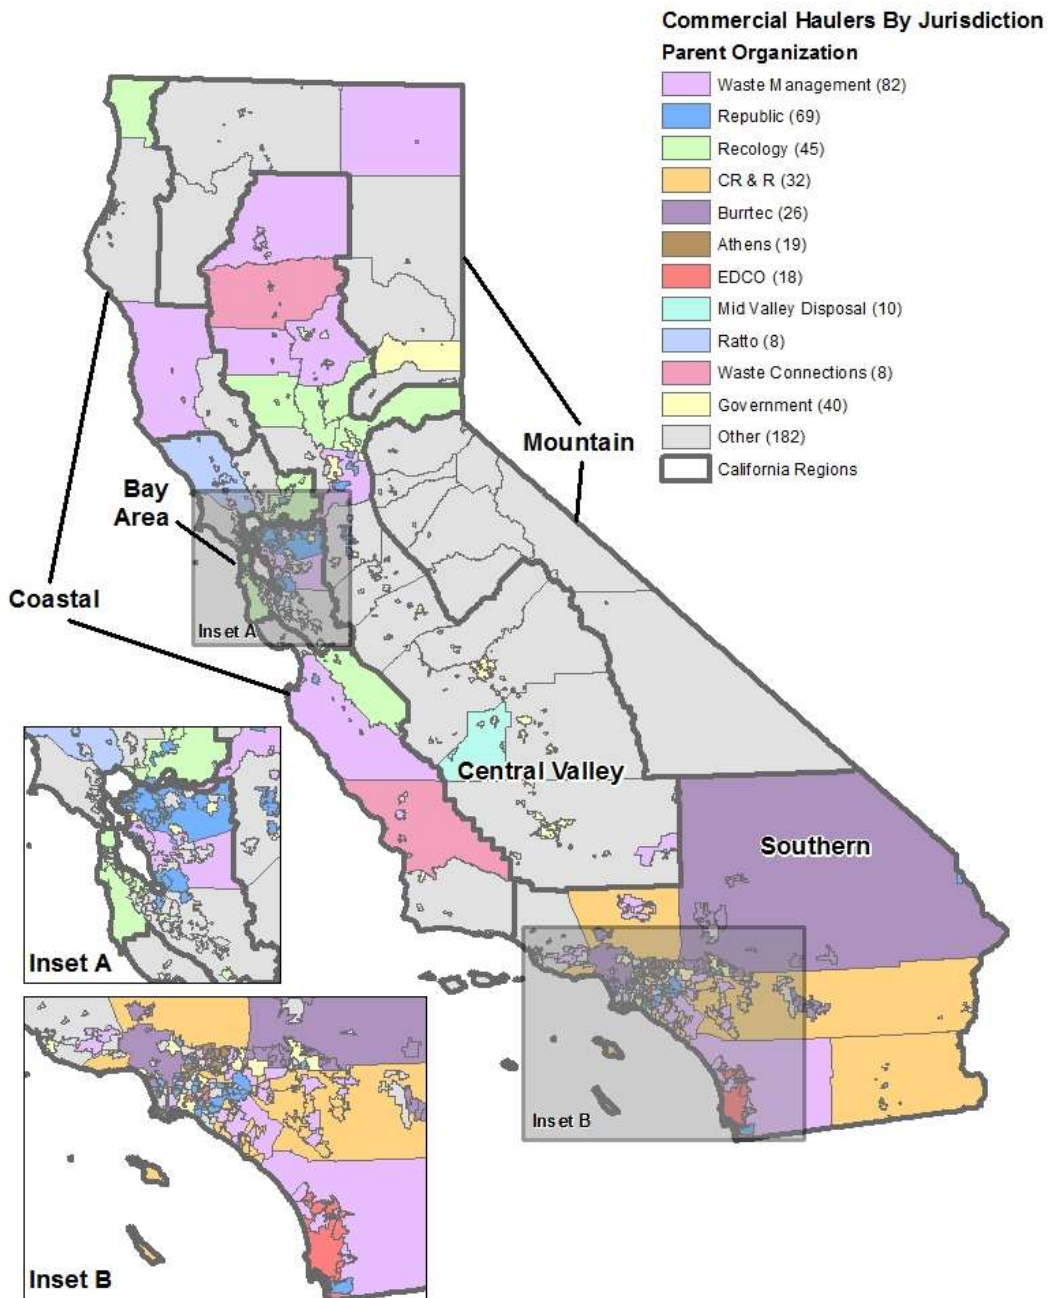 Commercial Haulers By Jurisdiction
Parent Organization
Waste Management (82)
Republic (69)
Recology (45)
CR & R (32)
Burrtec (26)
Athens (19)
EDCO (18)
Mid Valley Disposal (10)
Ratto (8)
Waste Connections (8)
Government (40)
Other (182)
California Regions
Mountain
Bay
Area
Coastal
Inset A
Central Valley
Southern
Inset A
Inset B
Inset B